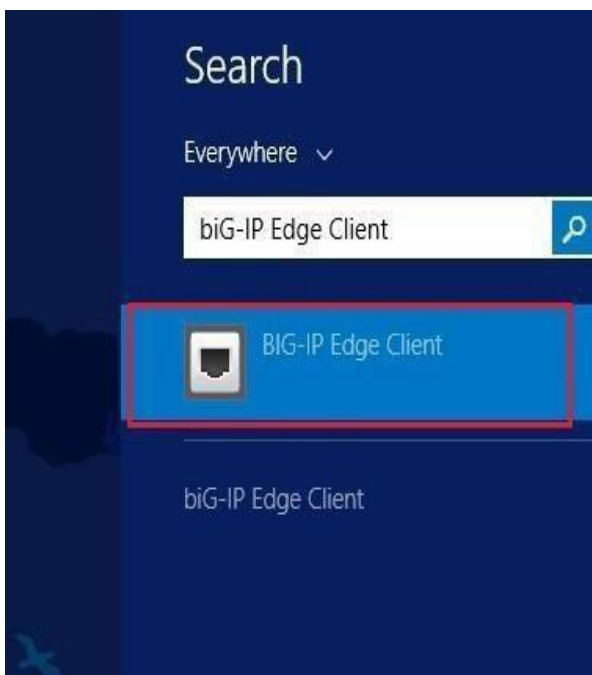 Search
Everywhere
biG-IP Edge Client
BIG-IP Edge Client
biG-IP Edge Client